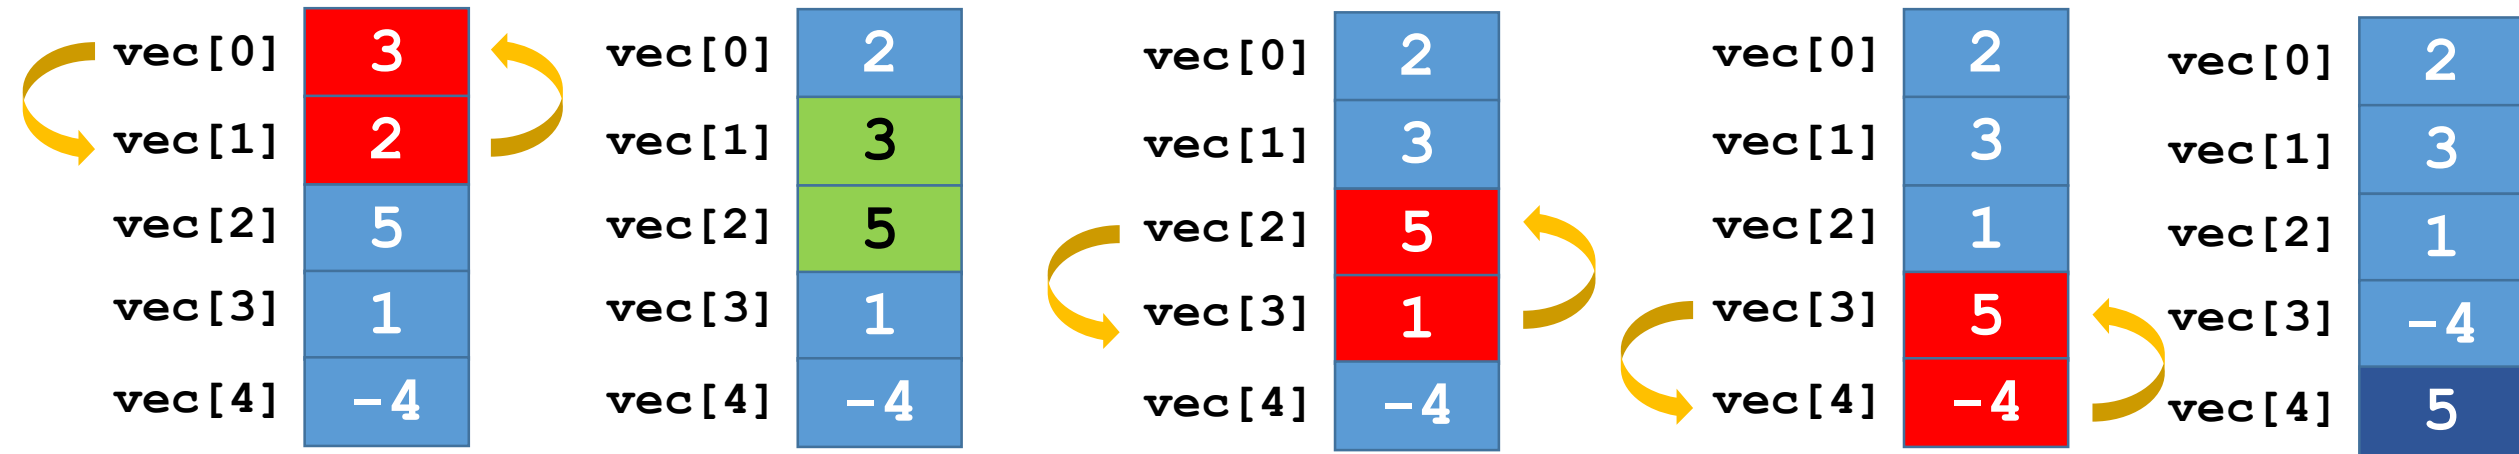 vec[0] 3 vec[0] 2 vec[0] 2 vec[0] 2 vec[0] 2
vec[1] 2 vec[1] 3 vec[1] 3 vec[1] 3 vec[1] 3
vec[2] 5 vec[2] 5 vec[2] 5 vec[2] 1 vec[2] 1
vec[3] 1 vec[3] 1 vec[3] 1 vec[3] 5 vec[3] -4
vec[4] -4 vec[4] -4 vec[4] -4 vec[4] -4 vec[4] 5